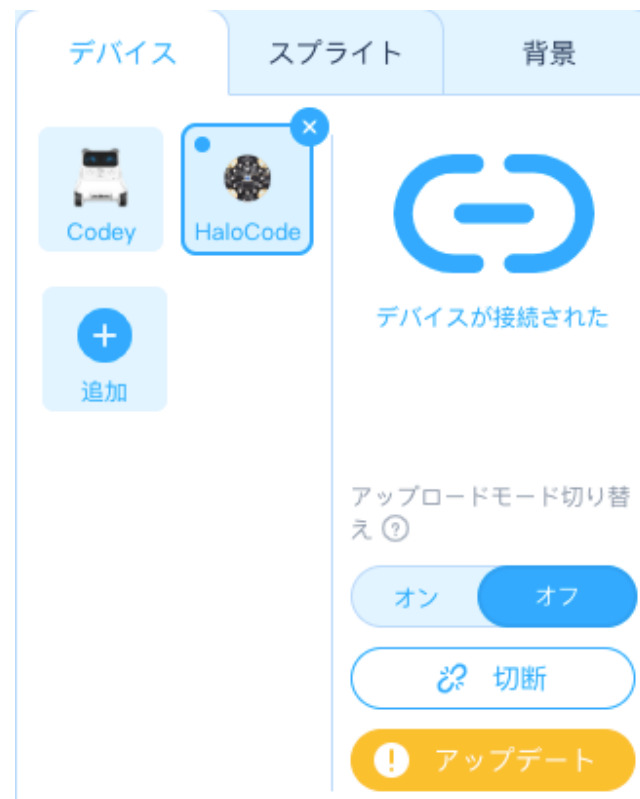 デバイス
スプライト
背景
Codey
HaloCode
追加
デバイスが接続された
アップロードモード切り替
え ?
オン
オフ
切断
! アップデート